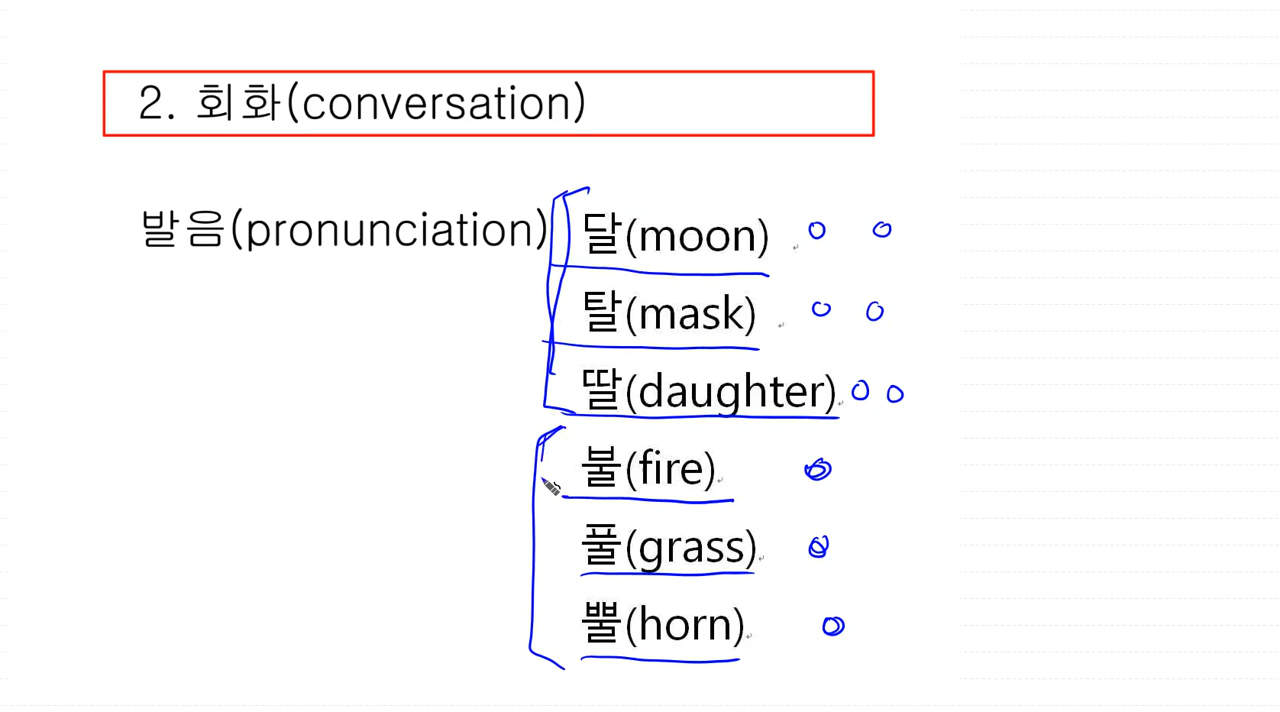 2. 회화(conversation)
발음(pronunciation)
달(moon)
탈(mask)
딸(daughter)
불(fire)
풀(grass)
뿔(horn)